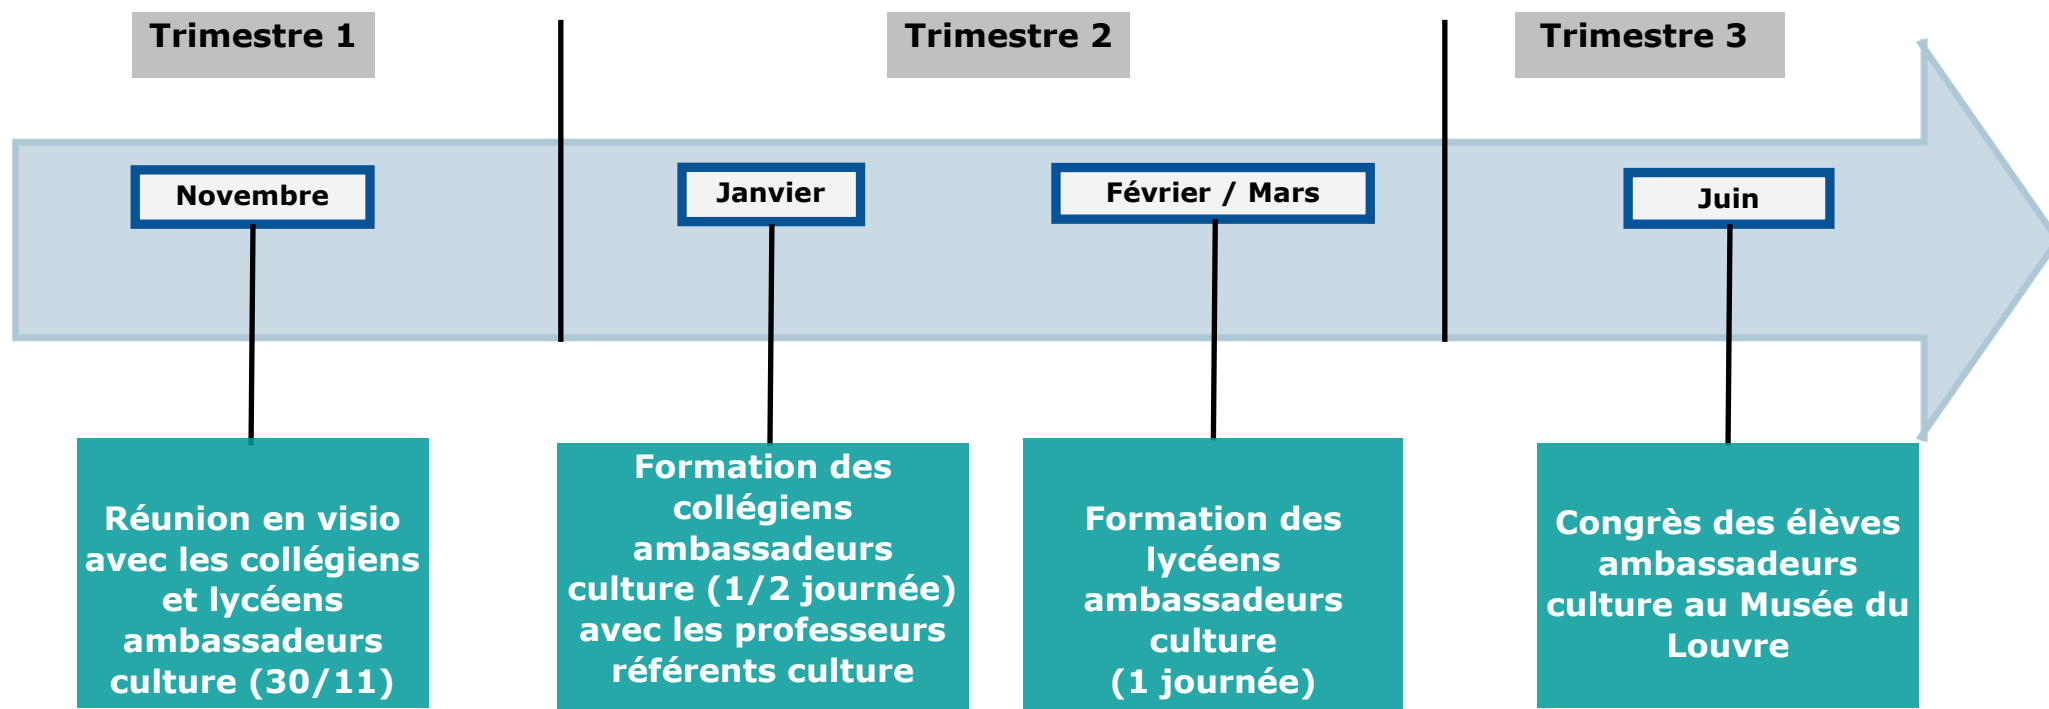 Trimestre 1
Trimestre 2
Trimestre 3
Novembre
Janvier
Février / Mars
Juin
Réunion en visio
avec les collégiens
et lycéens
ambassadeurs
culture (30/11)
Formation des
collégiens
ambassadeurs
culture (1/2 journée)
avec les professeurs
référents culture
Formation des
lycéens
ambassadeurs
culture
(1 journée)
Congrès des élèves
ambassadeurs
culture au Musée du
Louvre